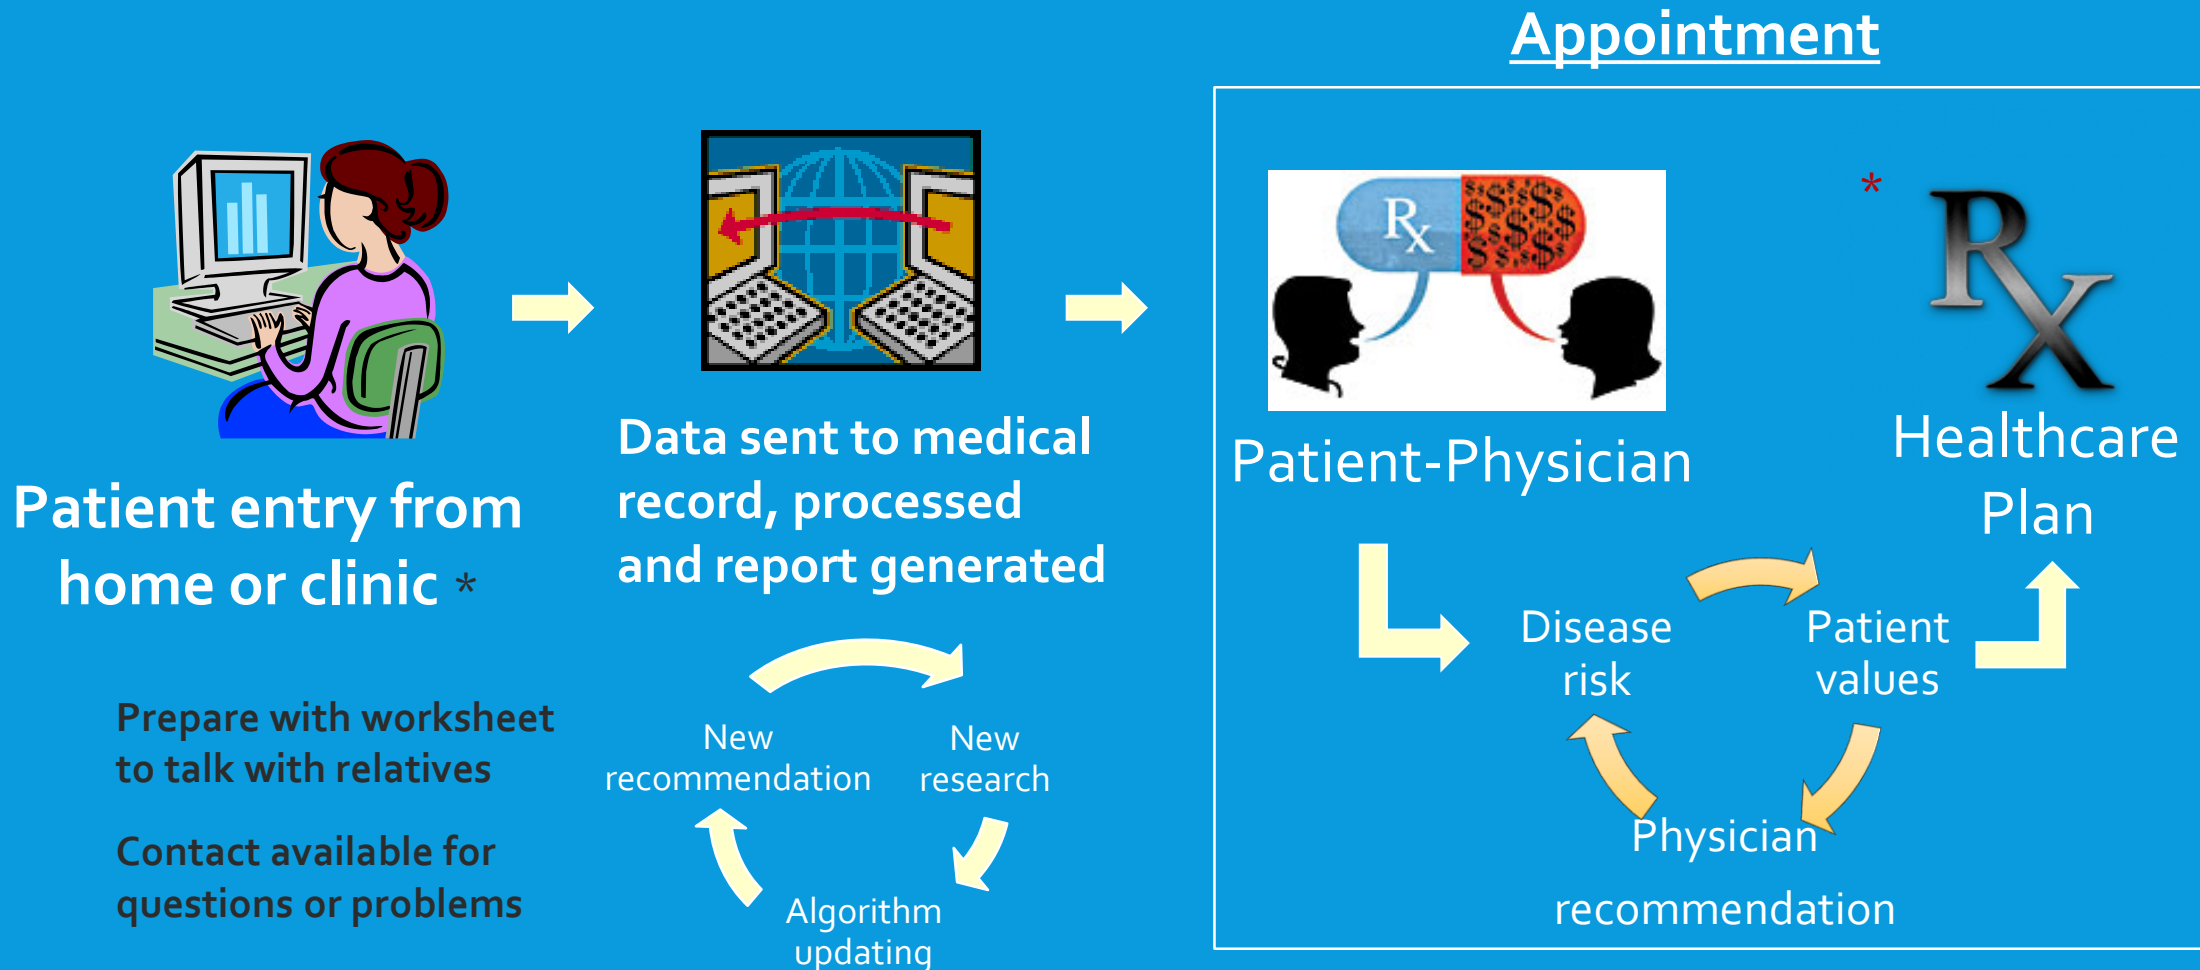 Appointment
Patient entry from
home or clinic *
Prepare with worksheet
to talk with relatives
Contact available for
questions or problems
Data sent to medical
record, processed
and report generated
New
recommendation
New
research
Algorithm
updating
Rx
$$$$$$
Patient-Physician
*
Rx
Healthcare
Plan
Disease
risk
Patient
values
Physician
recommendation